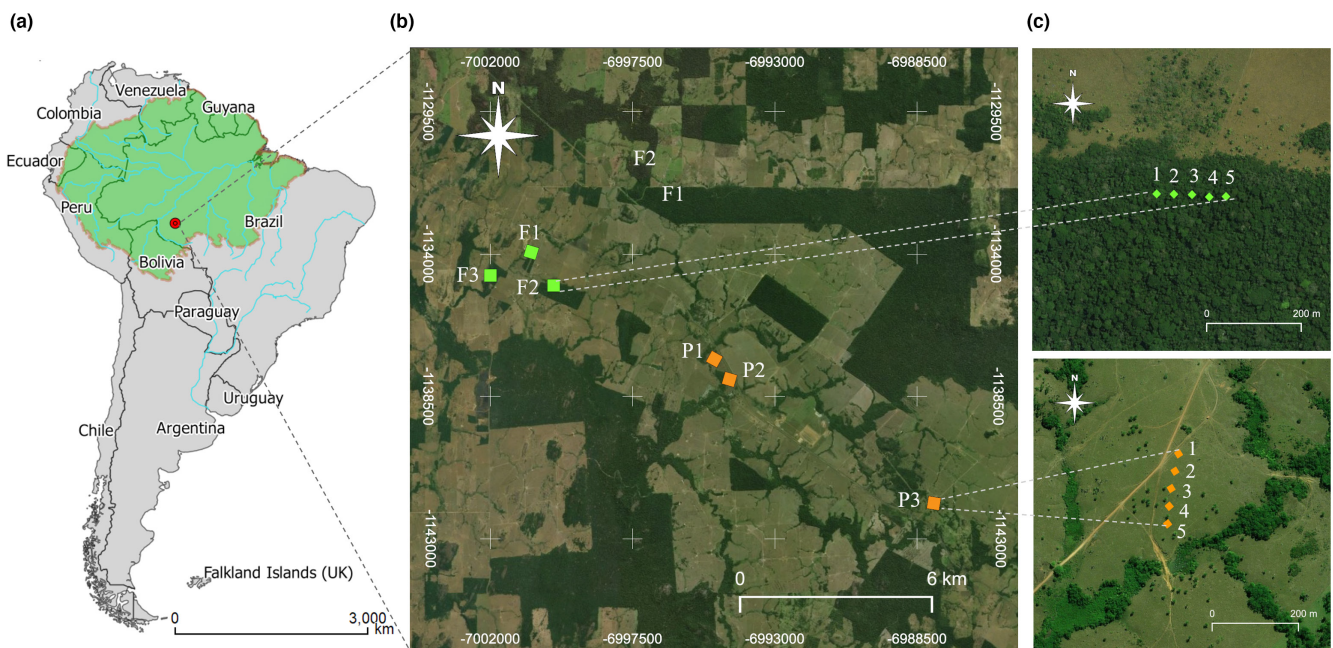 (a)
(b)
(c)
Venezuela
Guyana
Colombia
Ecuador
Peru
Brazil
Bolivia
Paraguay
Uruguay
Chile
Argentina
Falkland Islands (UK)
0 3,000
km
-7002000 -6997500 -6993000 -6988500
N
-1129500 -1129500
F2
F1
-1134000 -1134000
F1
F3
F2
P1
P2
-1138500 -1138500
P3
-1143000 -1143000
0 6 km
-7002000 -6997500 -6993000 -6988500
N
1 2 3 4 5
0 200 m
N
1
2
3
4
5
0 200 m